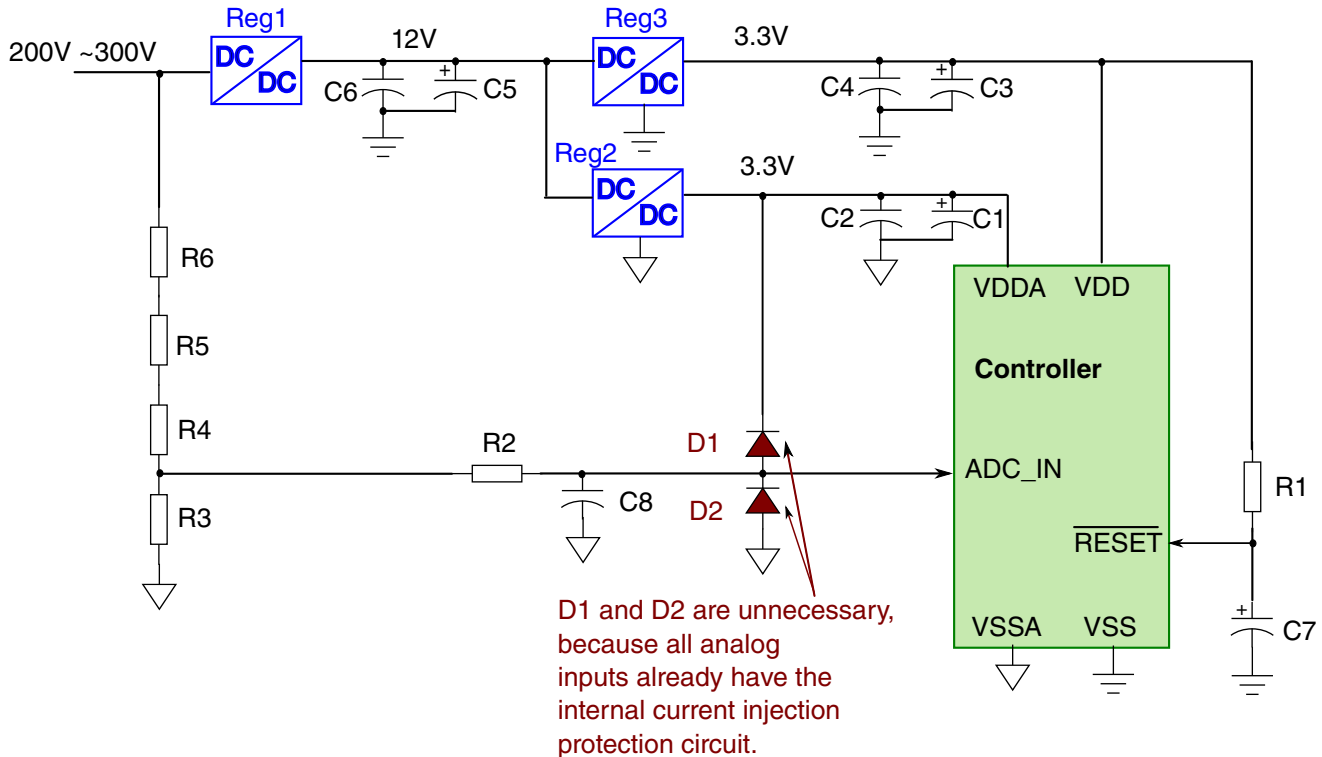 Reg1
Reg3
200V ~300V
12V
3.3V
DC
DC
DC
DC
C6
+
C5
C4
+
C3
Reg2
3.3V
DC
DC
C2
+
C1
R6
VDDA
VDD
R5
Controller
R4
R2
D1
ADC_IN
R1
R3
C8
D2
RESET
D1 and D2 are unnecessary,
because all analog
inputs already have the
internal current injection
protection circuit.
VSSA
VSS
+
C7